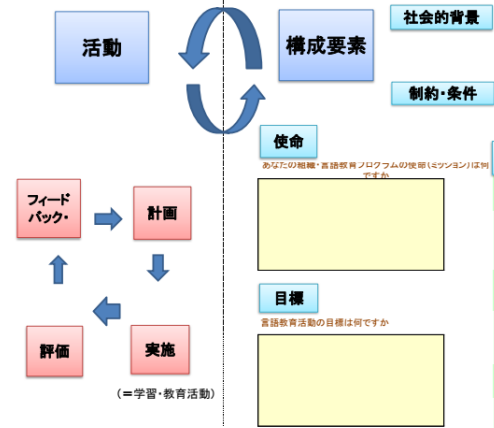 活動
構成要素
社会的背景
制約・条件
使命
あなたの組織・言語教育プログラムの使命(ミッション)は何
ですか
フィード
バック・
計画
目標
言語教育活動の目標は何ですか
評価
実施
(＝学習・教育活動)